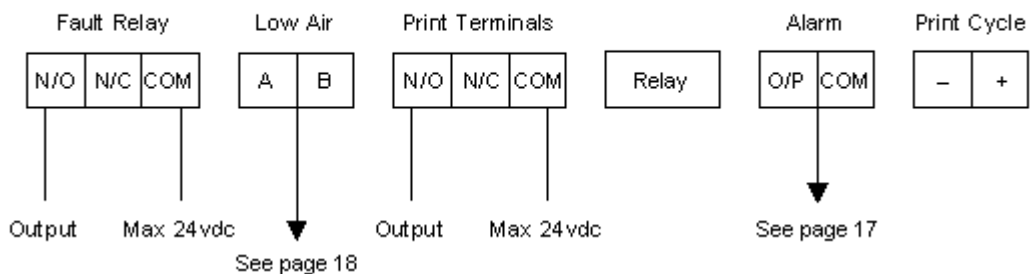 Fault Relay Low Air Print Terminals Alarm Print Cycle
N/O N/C COM A B N/O N/C COM Relay O/P COM – +
Output Max 24vdc Output Max 24vdc See page 17
See page 18